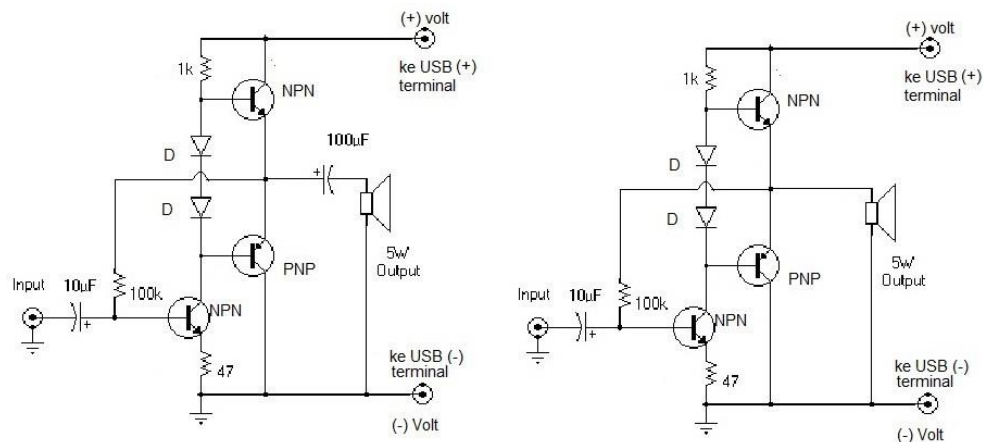 (+) volt
ke USB (+)
terminal
1k
NPN
D
100µF
+
D
5W
Output
PNP
Input
10µF
+
100k
NPN
47
ke USB (-)
terminal
(-) Volt
(+) volt
ke USB (+)
terminal
1k
NPN
D
D
5W
Output
PNP
Input
10µF
+
100k
NPN
47
ke USB (-)
terminal
(-) Volt